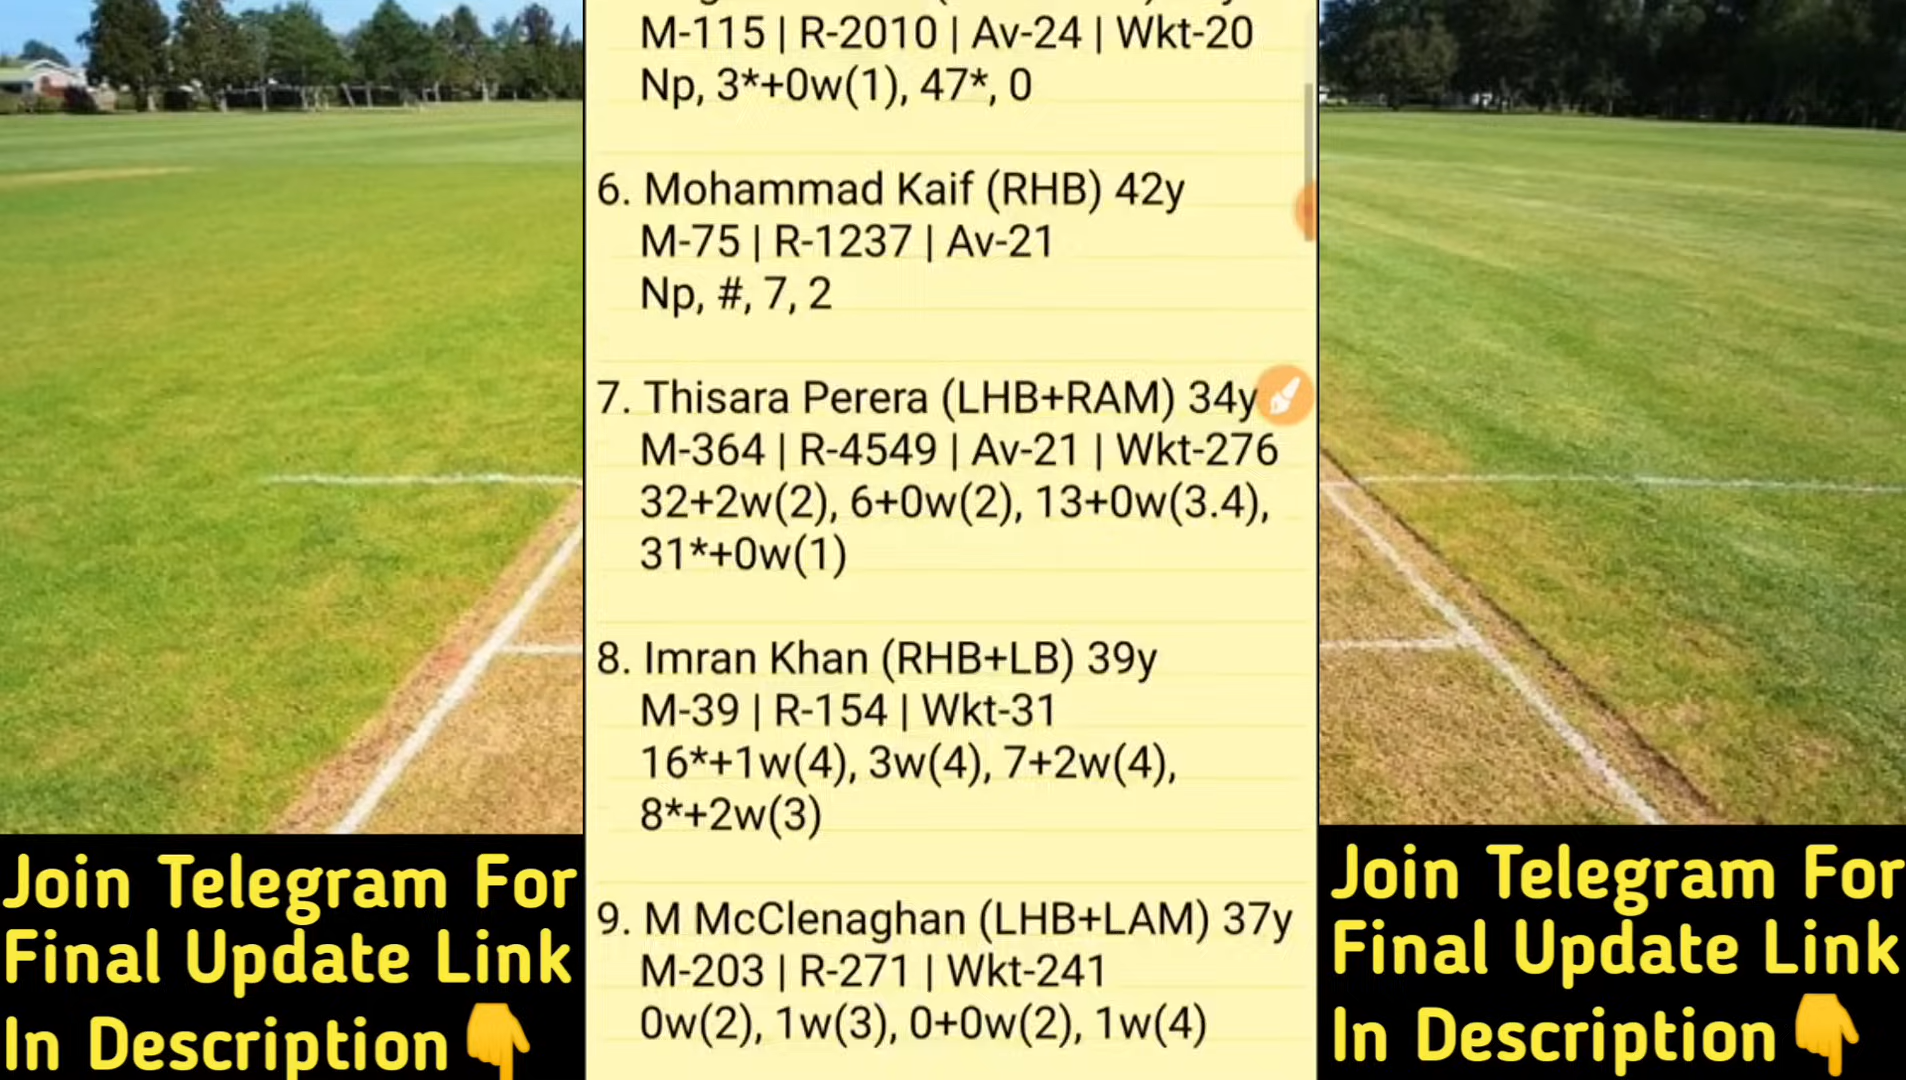 M-115 | R-2010 | Av-24 | Wkt-20
Np, 3*+0w(1), 47*, 0
6. Mohammad Kaif (RHB) 42y
M-75 | R-1237 | Av-21
Np, #, 7, 2
7. Thisara Perera (LHB+RAM) 34y
M-364 | R-4549 | Av-21 | Wkt-276
32+2w(2), 6+0w(2), 13+0w(3.4),
31*+0w(1)
8. Imran Khan (RHB+LB) 39y
M-39 | R-154 | Wkt-31
16*+1w(4), 3w(4), 7+2w(4),
8*+2w(3)
9. M McClenaghan (LHB+LAM) 37y
M-203 | R-271 | Wkt-241
0w(2), 1w(3), 0+0w(2), 1w(4)
Join Telegram For
Final Update Link
In Description👇
Join Telegram For
Final Update Link
In Description👇